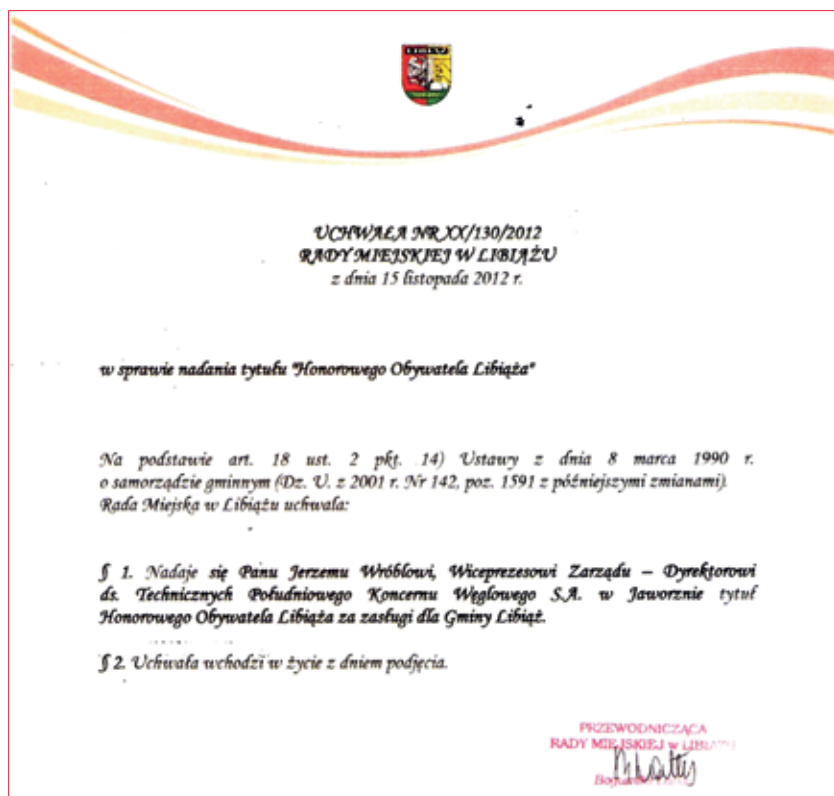 LIBIĄŻ
UCHWAŁA NR XX/130/2012
RADY MIEJSKIEJ W LIBIĄŻU
z dnia 15 listopada 2012 r.
w sprawie nadania tytułu "Honorowego Obywatela Libiąża"
Na podstawie art. 18 ust. 2 pkt. 14) Ustawy z dnia 8 marca 1990 r.
o samorządzie gminnym (Dz. U. z 2001 r. Nr 142, poz. 1591 z późniejszymi zmianami)
Rada Miejska w Libiążu uchwala:
§ 1. Nadaje się Panu Jerzemu Wróblowi, Wiceprezesowi Zarządu – Dyrektorowi
ds. Technicznych Południowego Koncernu Węglowego S.A. w Jaworznie tytuł
Honorowego Obywatela Libiąża za zasługi dla Gminy Libiąż.
§ 2. Uchwała wchodzi w życie z dniem podjęcia.
PRZEWODNICZĄCA
RADY MIEJSKIEJ w LIBIĄŻU